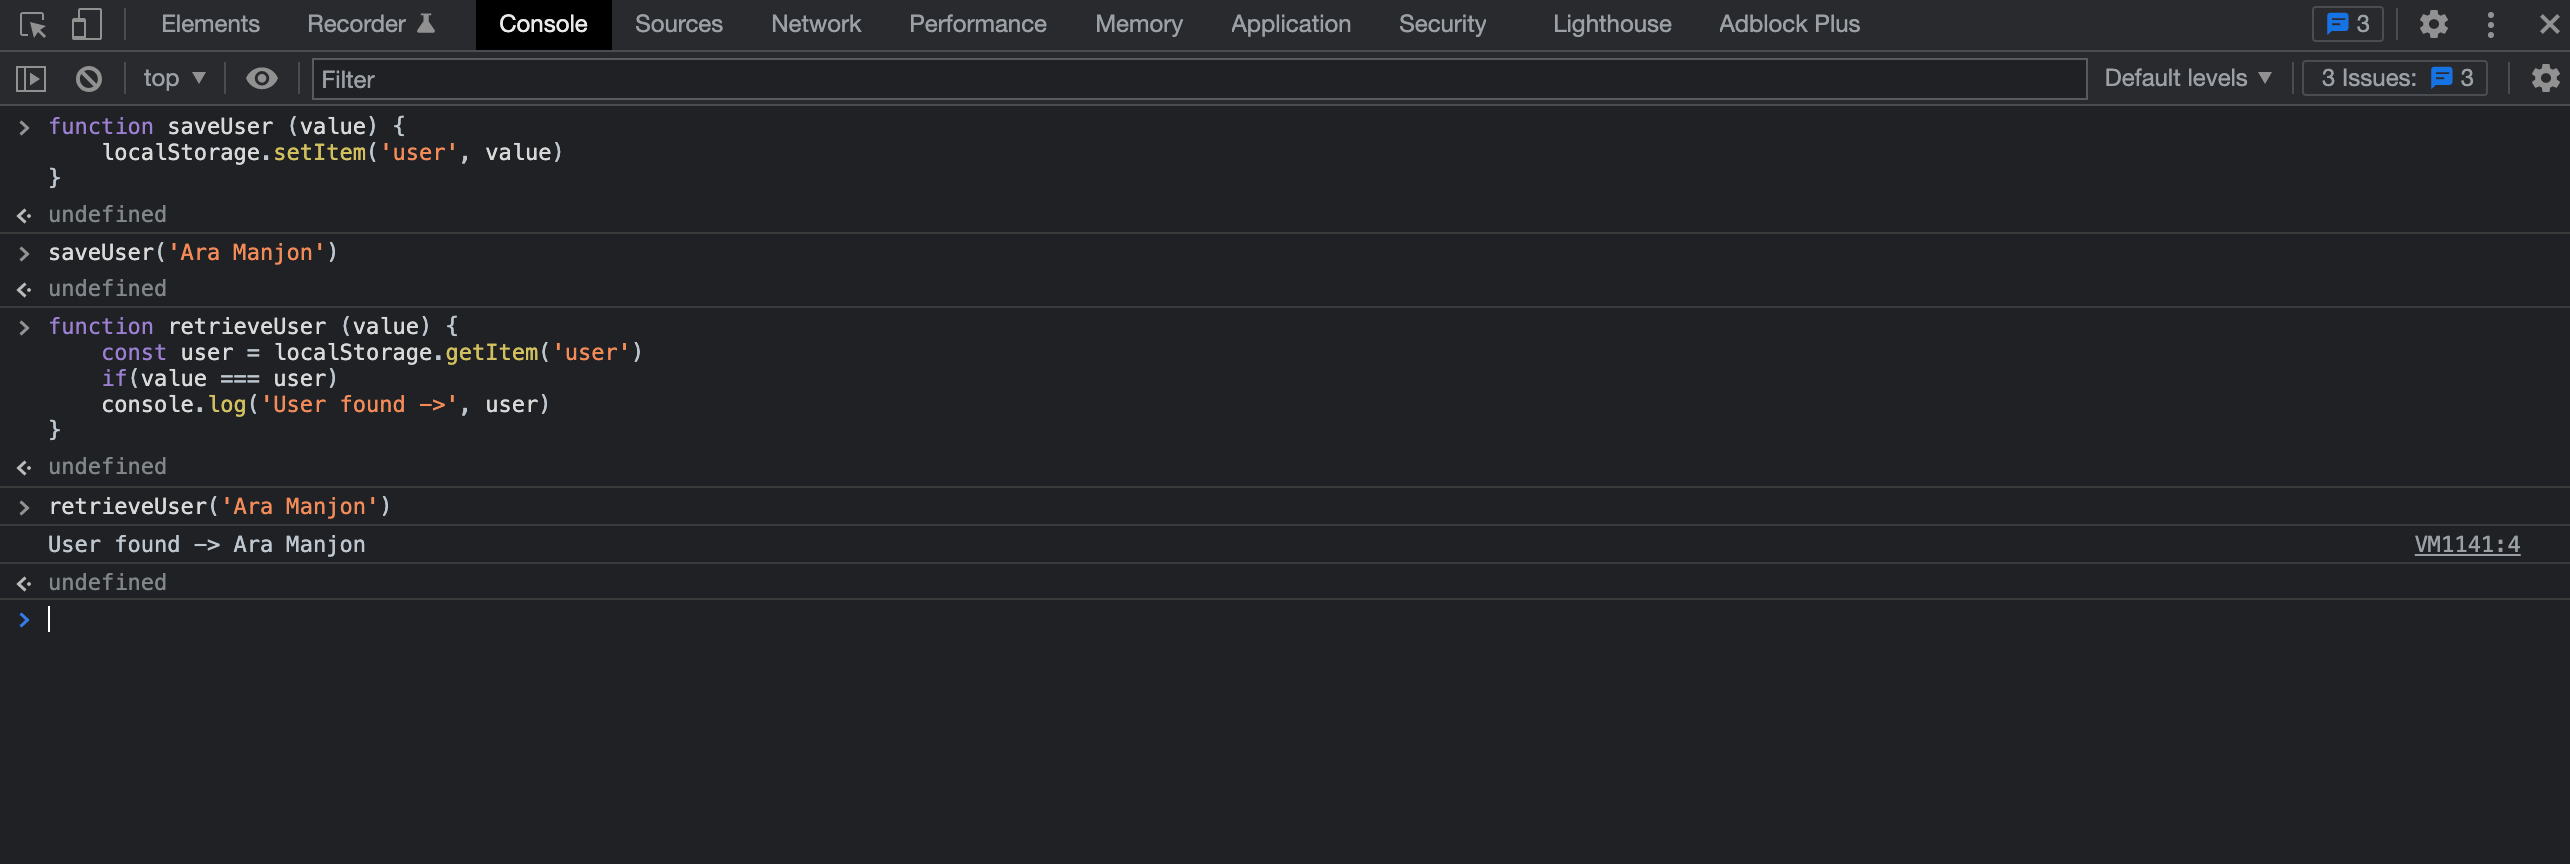 Elements Recorder Console Sources Network Performance Memory Application Security Lighthouse Adblock Plus 3
top Filter Default levels 3 Issues: 3
function saveUser (value) {
    localStorage.setItem('user', value)
}
undefined
saveUser('Ara Manjon')
undefined
function retrieveUser (value) {
    const user = localStorage.getItem('user')
    if(value === user)
    console.log('User found ->', user)
}
undefined
retrieveUser('Ara Manjon')
User found -> Ara Manjon VM1141:4
undefined